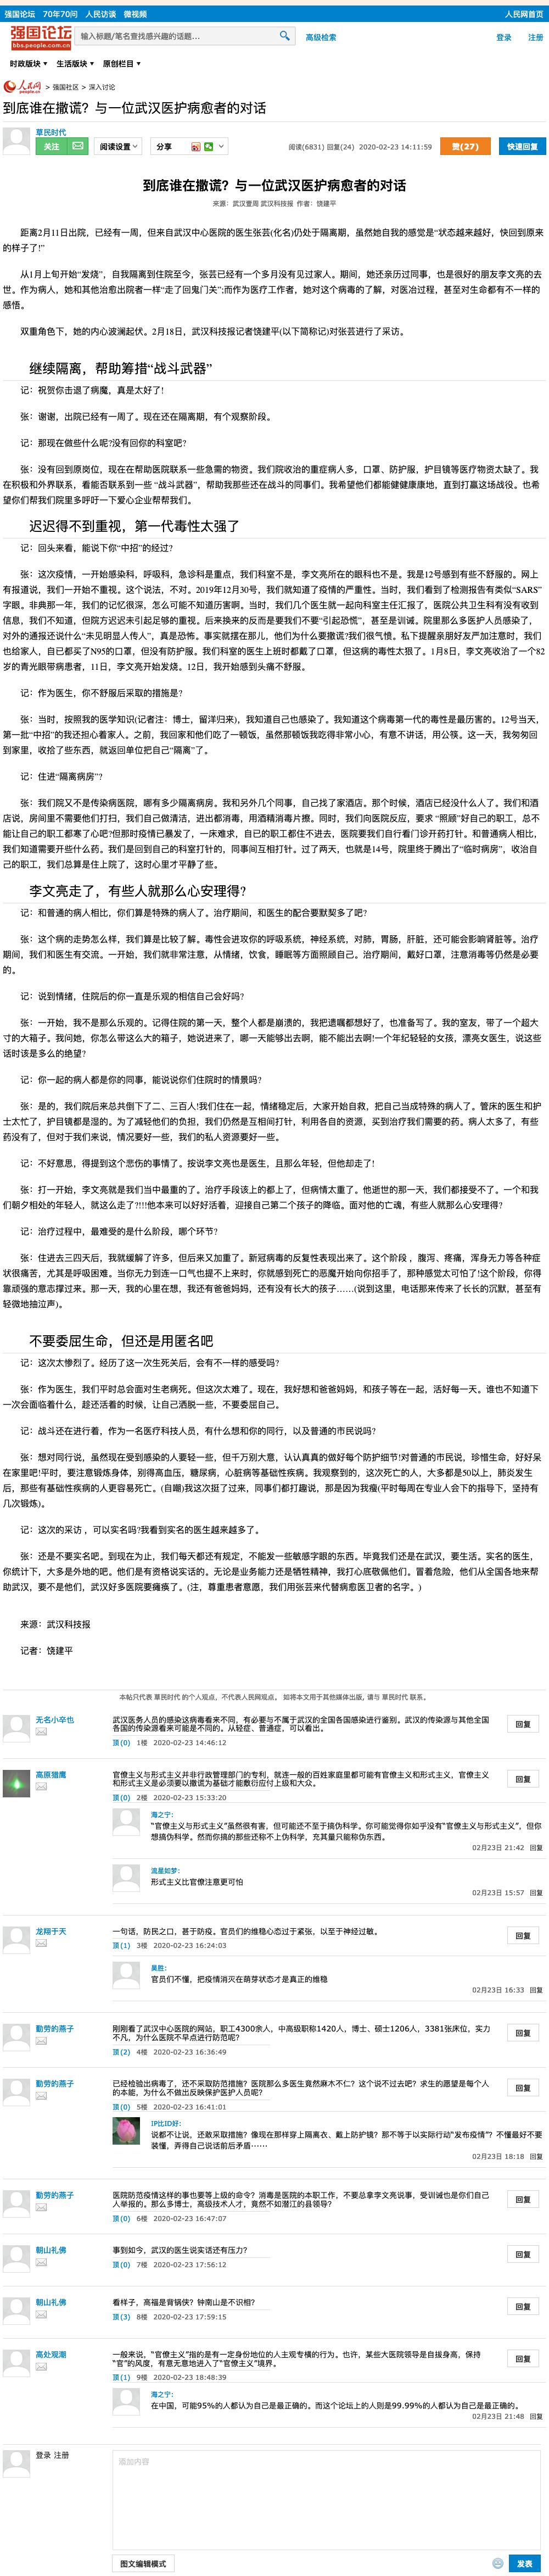 强国论坛 70年70问 人民访谈 微视频 人民网首页
强国论坛
bbs.people.com.cn
输入标题/笔名查找感兴趣的话题...
高级检索
登录 注册
时政版块 生活版块 原创栏目
人民网 people.cn > 强国社区 > 深入讨论
到底谁在撒谎？与一位武汉医护病愈者的对话
草民时代
关注 阅读设置 分享 阅读(6831) 回复(24) 2020-02-23 14:11:59 赞(27) 快速回复
到底谁在撒谎？与一位武汉医护病愈者的对话
来源：武汉壹周 武汉科技报 作者：饶建平
距离2月11日出院，已经有一周，但来自武汉中心医院的医生张芸(化名)仍处于隔离期，虽然她自我的感觉是“状态越来越好，快回到原来
的样子了!”
从1月上旬开始“发烧”，自我隔离到住院至今，张芸已经有一个多月没有见过家人。期间，她还亲历过同事，也是很好的朋友李文亮的去
世。作为病人，她和其他治愈出院者一样“走了回鬼门关”;而作为医疗工作者，她对这个病毒的了解，对医治过程，甚至对生命都有不一样的
感悟。
双重角色下，她的内心波澜起伏。2月18日，武汉科技报记者饶建平(以下简称记)对张芸进行了采访。
继续隔离，帮助筹措“战斗武器”
记：祝贺你击退了病魔，真是太好了!
张：谢谢，出院已经有一周了。现在还在隔离期，有个观察阶段。
记：那现在做些什么呢?没有回你的科室吧?
张：没有回到原岗位，现在在帮助医院联系一些急需的物资。我们院收治的重症病人多，口罩、防护服，护目镜等医疗物资太缺了。我
在积极和外界联系，看能否联系到一些 “战斗武器”，帮助我那些还在战斗的同事们。我希望他们都能健健康康地，直到打赢这场战役。也希
望你们帮我们院里多呼吁一下爱心企业帮帮我们。
迟迟得不到重视，第一代毒性太强了
记：回头来看，能说下你“中招”的经过?
张：这次疫情，一开始感染科，呼吸科，急诊科是重点，我们科室不是，李文亮所在的眼科也不是。我是12号感到有些不舒服的。网上
有报道说，我们一开始不重视。这个说法，不对。2019年12月30号，我们就知道了疫情的严重性。当时，我们看到了检测报告有类似“SARS”
字眼。非典那一年，我们的记忆很深，怎么可能不知道厉害啊。当时，我们几个医生就一起向科室主任汇报了，医院公共卫生科有没有收到
信息，我们不知道，但院方迟迟未引起足够的重视。后来换来的反而是要我们不要“引起恐慌”，甚至是训诫。院里那么多医护人员感染了，
对外的通报还说什么“未见明显人传人”，真是恐怖。事实就摆在那儿，他们为什么要撒谎?我们很气愤。私下提醒亲朋好友严加注意时，我们
也给家人，自己都买了N95的口罩，但没有防护服。我们科室的医生上班时都戴了口罩，但这病的毒性太狠了。1月8日，李文亮收治了一个82
岁的青光眼带病患者，11日，李文亮开始发烧。12日，我开始感到头痛不舒服。
记：作为医生，你不舒服后采取的措施是?
张：当时，按照我的医学知识(记者注：博士，留洋归来)，我知道自己也感染了。我知道这个病毒第一代的毒性是最历害的。12号当天，
第一批“中招”的我还担心着家人。之前，我回家和他们吃了一顿饭，虽然那顿饭我吃得非常小心，有意不讲话，用公筷。这一天，我匆匆回
到家里，收拾了些东西，就返回单位把自己“隔离”了。
记：住进“隔离病房”?
张：我们院又不是传染病医院，哪有多少隔离病房。我和另外几个同事，自己找了家酒店。那个时候，酒店已经没什么人了。我们和酒
店说，房间里不需要他们打扫，我们自己做清洁，进出都消毒，用酒精消毒片擦。同时，我们向医院反应，要求 “照顾”好自己的职工，总不
能让自己的职工都寒了心吧?但那时疫情已暴发了，一床难求，自已的职工都住不进去，医院要我们自行看门诊开药打针。和普通病人相比，
我们知道需要开些什么药。我们是回到自己的科室打针的，同事间互相打针。过了两天，也就是14号，院里终于腾出了“临时病房”，收治自
己的职工，我们总算是住上院了，这时心里才平静了些。
李文亮走了，有些人就那么心安理得?
记：和普通的病人相比，你们算是特殊的病人了。治疗期间，和医生的配合要默契多了吧?
张：这个病的走势怎么样，我们算是比较了解。毒性会进攻你的呼吸系统，神经系统，对肺，胃肠，肝脏，还可能会影响肾脏等。治疗
期间，我们和医生有交流。一开始，我们就非常注意，从情绪，饮食，睡眠等方面照顾自己。治疗期间，戴好口罩，注意消毒等仍然是必要
的。
记：说到情绪，住院后的你一直是乐观的相信自己会好吗?
张：一开始，我不是那么乐观的。记得住院的第一天，整个人都是崩溃的，我把遗嘱都想好了，也准备写了。我的室友，带了一个超大
寸的大箱子。我问她，你怎么带这么大的箱子，她说进来了，哪一天能够出去啊，能不能出去啊!一个年纪轻轻的女孩，漂亮女医生，说这些
话时该是多么的绝望?
记：你一起的病人都是你的同事，能说说你们住院时的情景吗?
张：是的，我们院后来总共倒下了二、三百人!我们住在一起，情绪稳定后，大家开始自救，把自己当成特殊的病人了。管床的医生和护
士太忙了，护目镜都是湿的。为了减轻他们的负担，我们仍然是互相间打针，利用各自的资源，买到治疗我们需要的药。病人太多了，有些
药没有了，但对于我们来说，情况要好一些，我们的私人资源要好一些。
记：不好意思，得提到这个悲伤的事情了。按说李文亮也是医生，且那么年轻，但他却走了!
张：打一开始，李文亮就是我们当中最重的了。治疗手段该上的都上了，但病情太重了。他逝世的那一天，我们都接受不了。一个和我
们朝夕相处的年轻人，就这么走了?!!!他本来可以好好活着，迎接自己第二个孩子的降临。面对他的亡魂，有些人就那么心安理得?
记：治疗过程中，最难受的是什么阶段，哪个环节?
张：住进去三四天后，我就缓解了许多，但后来又加重了。新冠病毒的反复性表现出来了。这个阶段 ，腹泻、疼痛，浑身无力等各种症
状很痛苦，尤其是呼吸困难。当你无力到连一口气也提不上来时，你就感到死亡的恶魔开始向你招手了，那种感觉太可怕了!这个阶段，你得
靠顽强的意志撑过来。那一天，我的心里在想，我还有爸爸妈妈，还有没有长大的孩子……(说到这里，电话那来传来了长长的沉默，甚至有
轻微地抽泣声)。
不要委屈生命，但还是用匿名吧
记：这次太惨烈了。经历了这一次生死关后，会有不一样的感受吗?
张：作为医生，我们平时总会面对生老病死。但这次太难了。现在，我好想和爸爸妈妈，和孩子等在一起，活好每一天。谁也不知道下
一次会面临着什么，趁还活着的时候，让自己洒脱一些，不要委屈自己。
记：战斗还在进行着，作为一名医疗科技人员，有什么想和你的同行，以及普通的市民说吗?
张：想对同行说，虽然现在受到感染的人要轻一些，但千万别大意，认认真真的做好每个防护细节!对普通的市民说，珍惜生命，好好呆
在家里吧!平时，要注意锻炼身体，别得高血压，糖尿病，心脏病等基础性疾病。我观察到的，这次死亡的人，大多都是50以上，肺炎发生
后，那些有基础性疾病的人更容易死亡。(自嘲)我这次挺了过来，同事们都打趣说，那是因为我瘦(平时每周在专业人会下的指导下，坚持有
几次锻炼)。
记：这次的采访 ，可以实名吗?我看到实名的医生越来越多了。
张：还是不要实名吧。到现在为止，我们每天都还有规定，不能发一些敏感字眼的东西。毕竟我们还是在武汉，要生活。实名的医生，
你统计下，大多是外地的吧。他们是有资格说实话的。无论是业务能力还是牺牲精神，我打心底敬佩他们。冒着危险，他们从全国各地来帮
助武汉，要不是他们，武汉好多医院要瘫痪了。(注，尊重患者意愿，我们用张芸来代替病愈医卫者的名字。)
来源：武汉科技报
记者：饶建平
本帖只代表 草民时代 的个人观点，不代表人民网观点。 如将本文用于其他媒体出版，请与 草民时代 联系。
无名小卒也
武汉医务人员的感染这病毒看来不同，有必要与不属于武汉的全国各国感染进行鉴别。武汉的传染源与其他全国
各国的传染源看来可能是不同的。从轻症、普通症，可以看出。
回复
顶(0) 1楼 2020-02-23 14:46:12
高原猎鹰
官僚主义与形式主义并非行政管理部门的专利，就连一般的百姓家庭里都可能有官僚主义和形式主义，官僚主义
和形式主义是必须要以撒谎为基础才能敷衍应付上级和大众。
回复
顶(0) 2楼 2020-02-23 15:33:20
海之宁：
“官僚主义与形式主义”虽然很有害，但可能还不至于搞伪科学。你可能觉得你如乎没有“官僚主义与形式主义”，但你
想搞伪科学。然而你搞的那些还称不上伪科学，充其量只能称伪东西。
02月23日 21:42 回复
流星如梦：
形式主义比官僚注意更可怕
02月23日 15:57 回复
龙翔于天
一句话，防民之口，甚于防疫。官员们的维稳心态过于紧张，以至于神经过敏。
回复
顶(1) 3楼 2020-02-23 16:24:03
吴胜：
官员们不懂，把疫情消灭在萌芽状态才是真正的维稳
02月23日 16:33 回复
勤劳的燕子
刚刚看了武汉中心医院的网站，职工4300余人，中高级职称1420人，博士、硕士1206人，3381张床位，实力
不凡，为什么医院不早点进行防范呢？
回复
顶(2) 4楼 2020-02-23 16:36:49
勤劳的燕子
已经检验出病毒了，还不采取防范措施？医院那么多医生竟然麻木不仁？这个说不过去吧？求生的愿望是每个人
的本能，为什么不做出反映保护医护人员呢？
回复
顶(0) 5楼 2020-02-23 16:41:01
IP比ID好：
说都不让说，还敢采取措施？像现在那样穿上隔离衣、戴上防护镜？那不等于以实际行动“发布疫情”？不懂最好不要
装懂，弄得自己说话前后矛盾……
02月23日 18:18 回复
勤劳的燕子
医院防范疫情这样的事也要等上级的命令？消毒是医院的本职工作，不要总拿李文亮说事，受训诫也是你们自己
人举报的。那么多博士，高级技术人才，竟然不如潜江的县领导？
回复
顶(0) 6楼 2020-02-23 16:47:07
朝山礼佛
事到如今，武汉的医生说实话还有压力？
回复
顶(0) 7楼 2020-02-23 17:56:12
朝山礼佛
看样子，高福是背锅侠？钟南山是不识相？
回复
顶(3) 8楼 2020-02-23 17:59:15
高处观潮
一般来说，“官僚主义”指的是有一定身份地位的人主观专横的行为。也许，某些大医院领导是自拔身高，保持
“官”的风度，有意无意地进入了“官僚主义”境界。
回复
顶(1) 9楼 2020-02-23 18:48:39
海之宁：
在中国，可能95%的人都认为自己是最正确的。而这个论坛上的人则是99.99%的人都认为自己是最正确的。
02月23日 21:48 回复
登录 注册
添加内容
图文编辑模式 发表